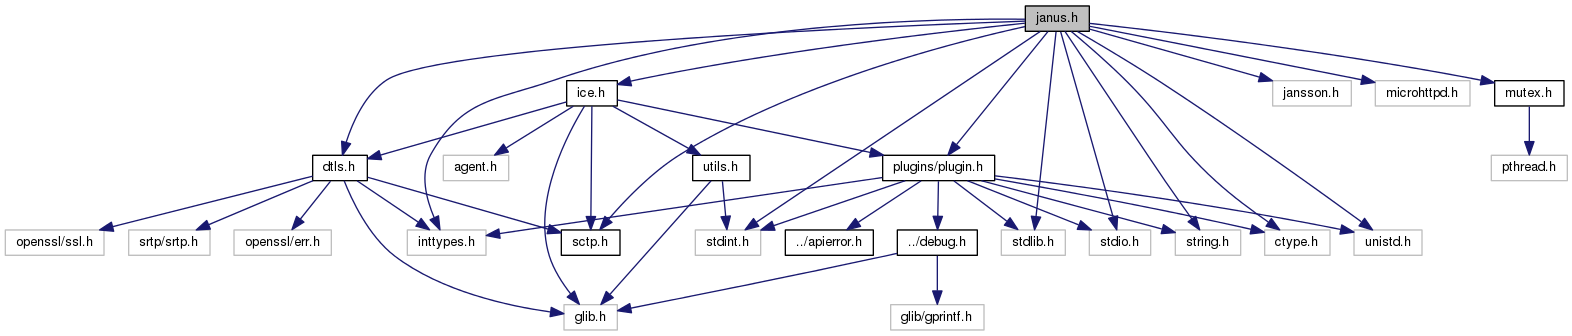 janus.h
ice.h
jansson.h
microhttpd.h
mutex.h
dtls.h
agent.h
utils.h
plugins/plugin.h
pthread.h
openssl/ssl.h
srtp/srtp.h
openssl/err.h
inttypes.h
sctp.h
stdint.h
../apierror.h
../debug.h
stdlib.h
stdio.h
string.h
ctype.h
unistd.h
glib.h
glib/gprintf.h